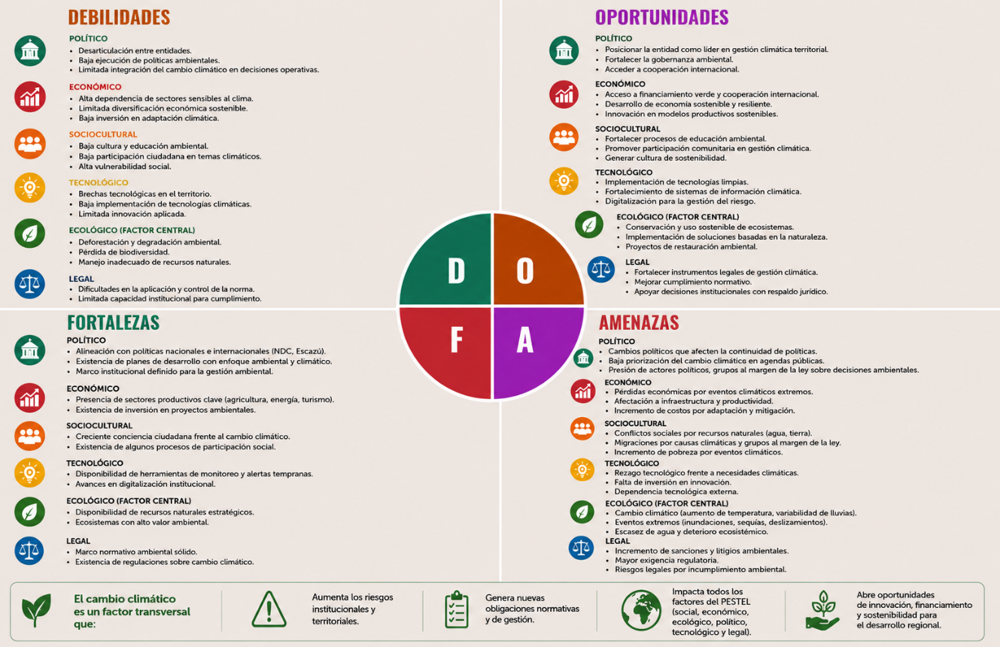 DEBILIDADES
POLÍTICO
• Desarticulación entre entidades.
• Baja ejecución de políticas ambientales.
• Limitada integración del cambio climático en decisiones operativas.
ECONÓMICO
• Alta dependencia de sectores sensibles al clima.
• Limitada diversificación económica sostenible.
• Baja inversión en adaptación climática.
SOCIOCULTURAL
• Baja cultura y educación ambiental.
• Baja participación ciudadana en temas climáticos.
• Alta vulnerabilidad social.
TECNOLÓGICO
• Brechas tecnológicas en el territorio.
• Baja implementación de tecnologías climáticas.
• Limitada innovación aplicada.
ECOLÓGICO (FACTOR CENTRAL)
• Deforestación y degradación ambiental.
• Pérdida de biodiversidad.
• Manejo inadecuado de recursos naturales.
LEGAL
• Dificultades en la aplicación y control de la norma.
• Limitada capacidad institucional para cumplimiento.
OPORTUNIDADES
POLÍTICO
• Posicionar la entidad como líder en gestión climática territorial.
• Fortalecer la gobernanza ambiental.
• Acceder a cooperación internacional.
ECONÓMICO
• Acceso a financiamiento verde y cooperación internacional.
• Desarrollo de economía sostenible y resiliente.
• Innovación en modelos productivos sostenibles.
SOCIOCULTURAL
• Fortalecer procesos de educación ambiental.
• Promover participación comunitaria en gestión climática.
• Generar cultura de sostenibilidad.
TECNOLÓGICO
• Implementación de tecnologías limpias.
• Fortalecimiento de sistemas de información climática.
• Digitalización para la gestión del riesgo.
ECOLÓGICO (FACTOR CENTRAL)
• Conservación y uso sostenible de ecosistemas.
• Implementación de soluciones basadas en la naturaleza.
• Proyectos de restauración ambiental.
LEGAL
• Fortalecer instrumentos legales de gestión climática.
• Mejorar cumplimiento normativo.
• Apoyar decisiones institucionales con respaldo jurídico.
D O
F A
FORTALEZAS
POLÍTICO
• Alineación con políticas nacionales e internacionales (NDC, Escazú).
• Existencia de planes de desarrollo con enfoque ambiental y climático.
• Marco institucional definido para la gestión ambiental.
ECONÓMICO
• Presencia de sectores productivos clave (agricultura, energía, turismo).
• Existencia de inversión en proyectos ambientales.
SOCIOCULTURAL
• Creciente conciencia ciudadana frente al cambio climático.
• Existencia de algunos procesos de participación social.
TECNOLÓGICO
• Disponibilidad de herramientas de monitoreo y alertas tempranas.
• Avances en digitalización institucional.
ECOLÓGICO (FACTOR CENTRAL)
• Disponibilidad de recursos naturales estratégicos.
• Ecosistemas con alto valor ambiental.
LEGAL
• Marco normativo ambiental sólido.
• Existencia de regulaciones sobre cambio climático.
AMENAZAS
POLÍTICO
• Cambios políticos que afecten la continuidad de políticas.
• Baja priorización del cambio climático en agendas públicas.
• Presión de actores políticos, grupos al margen de la ley sobre decisiones ambientales.
ECONÓMICO
• Pérdidas económicas por eventos climáticos extremos.
• Afectación a infraestructura y productividad.
• Incremento de costos por adaptación y mitigación.
SOCIOCULTURAL
• Conflictos sociales por recursos naturales (agua, tierra).
• Migraciones por causas climáticas y grupos al margen de la ley.
• Incremento de pobreza por eventos climáticos.
TECNOLÓGICO
• Rezago tecnológico frente a necesidades climáticas.
• Falta de inversión en innovación.
• Dependencia tecnológica externa.
ECOLÓGICO (FACTOR CENTRAL)
• Cambio climático (aumento de temperatura, variabilidad de lluvias).
• Eventos extremos (inundaciones, sequías, deslizamientos).
• Escasez de agua y deterioro ecosistémico.
LEGAL
• Incremento de sanciones y litigios ambientales.
• Mayor exigencia regulatoria.
• Riesgos legales por incumplimiento ambiental.
El cambio climático
es un factor transversal
que:
Aumenta los riesgos
institucionales y
territoriales.
Genera nuevas
obligaciones normativas
y de gestión.
Impacta todos los
factores del PESTEL
(social, económico,
ecológico, político,
tecnológico y legal).
Abre oportunidades
de innovación, financiamiento
y sostenibilidad para
el desarrollo regional.